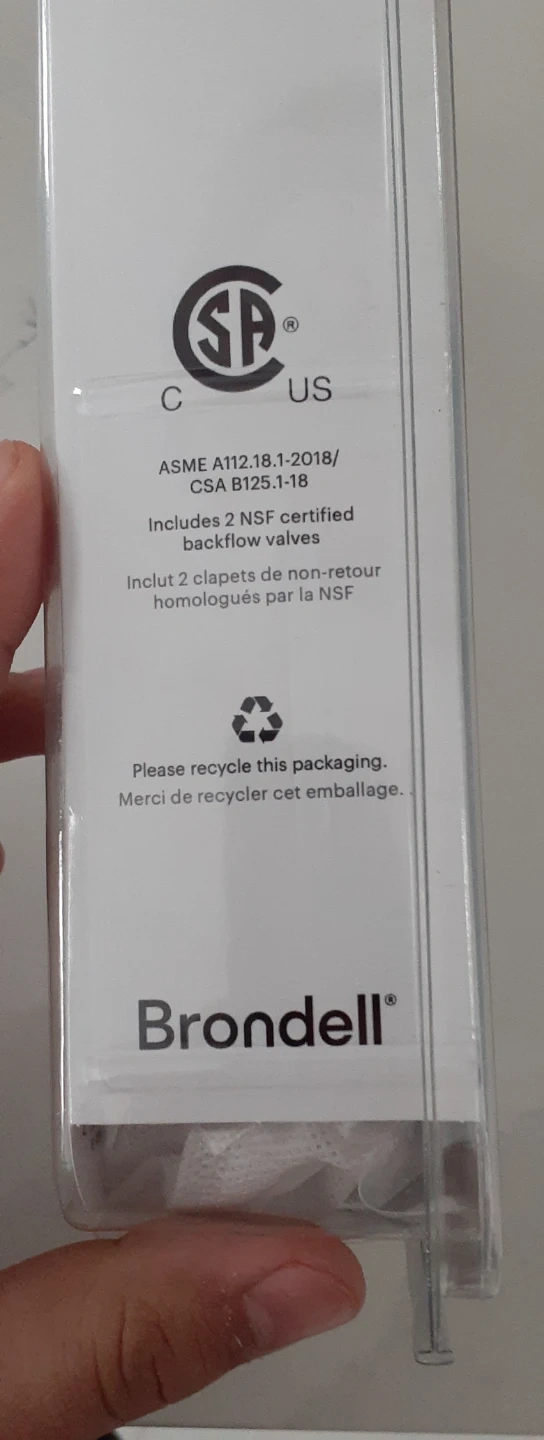 CSA®
C US
ASME A112.18.1-2018/
CSA B125.1-18
Includes 2 NSF certified
backflow valves
Inclut 2 clapets de non-retour
homologués par la NSF
Please recycle this packaging.
Merci de recycler cet emballage.
Brondell®